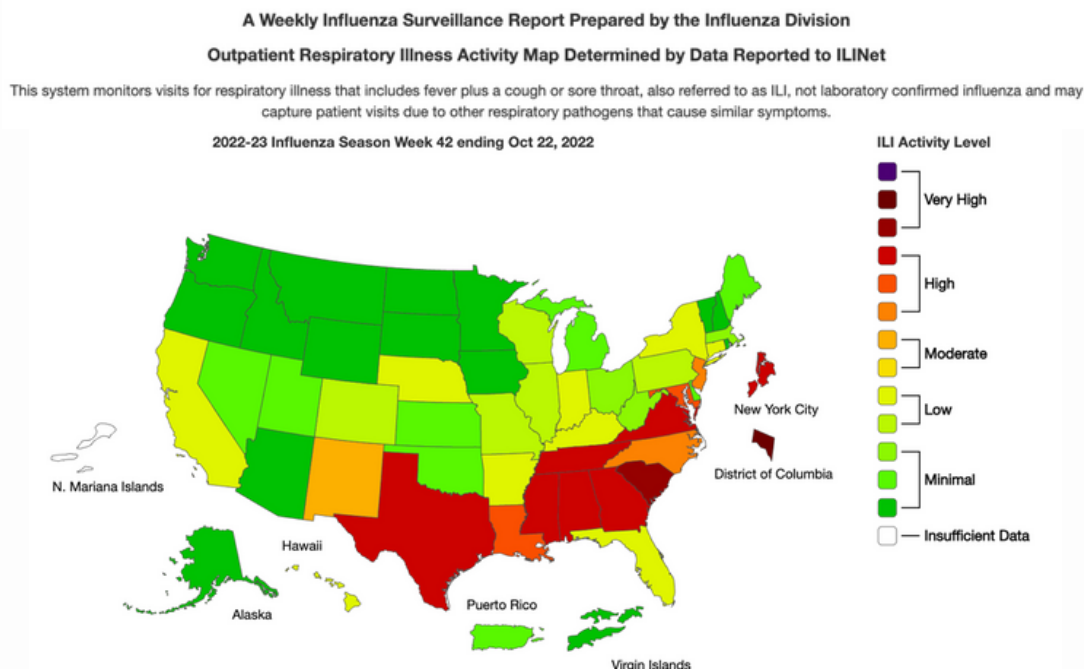 A Weekly Influenza Surveillance Report Prepared by the Influenza Division
Outpatient Respiratory Illness Activity Map Determined by Data Reported to ILINet
This system monitors visits for respiratory illness that includes fever plus a cough or sore throat, also referred to as ILI, not laboratory confirmed influenza and may
capture patient visits due to other respiratory pathogens that cause similar symptoms.
2022-23 Influenza Season Week 42 ending Oct 22, 2022
ILI Activity Level
Very High
High
Moderate
Low
Minimal
Insufficient Data
New York City
District of Columbia
N. Mariana Islands
Hawaii
Alaska
Puerto Rico
Virgin Islands